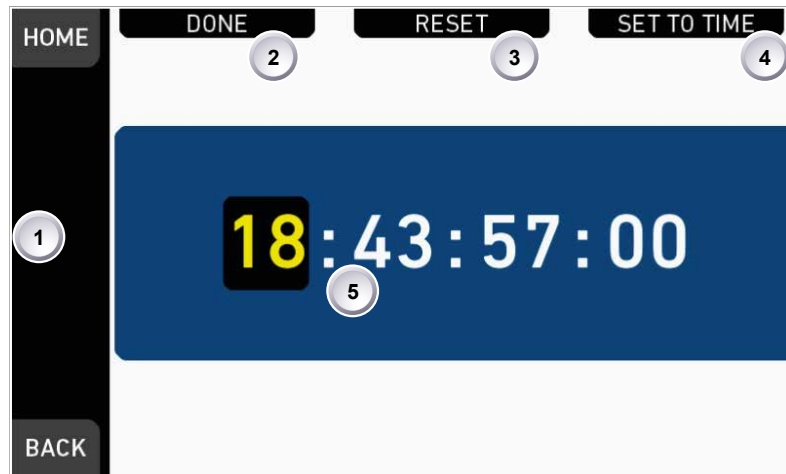 HOME
DONE
RESET
SET TO TIME
2
3
4
18:43:57:00
1
5
BACK